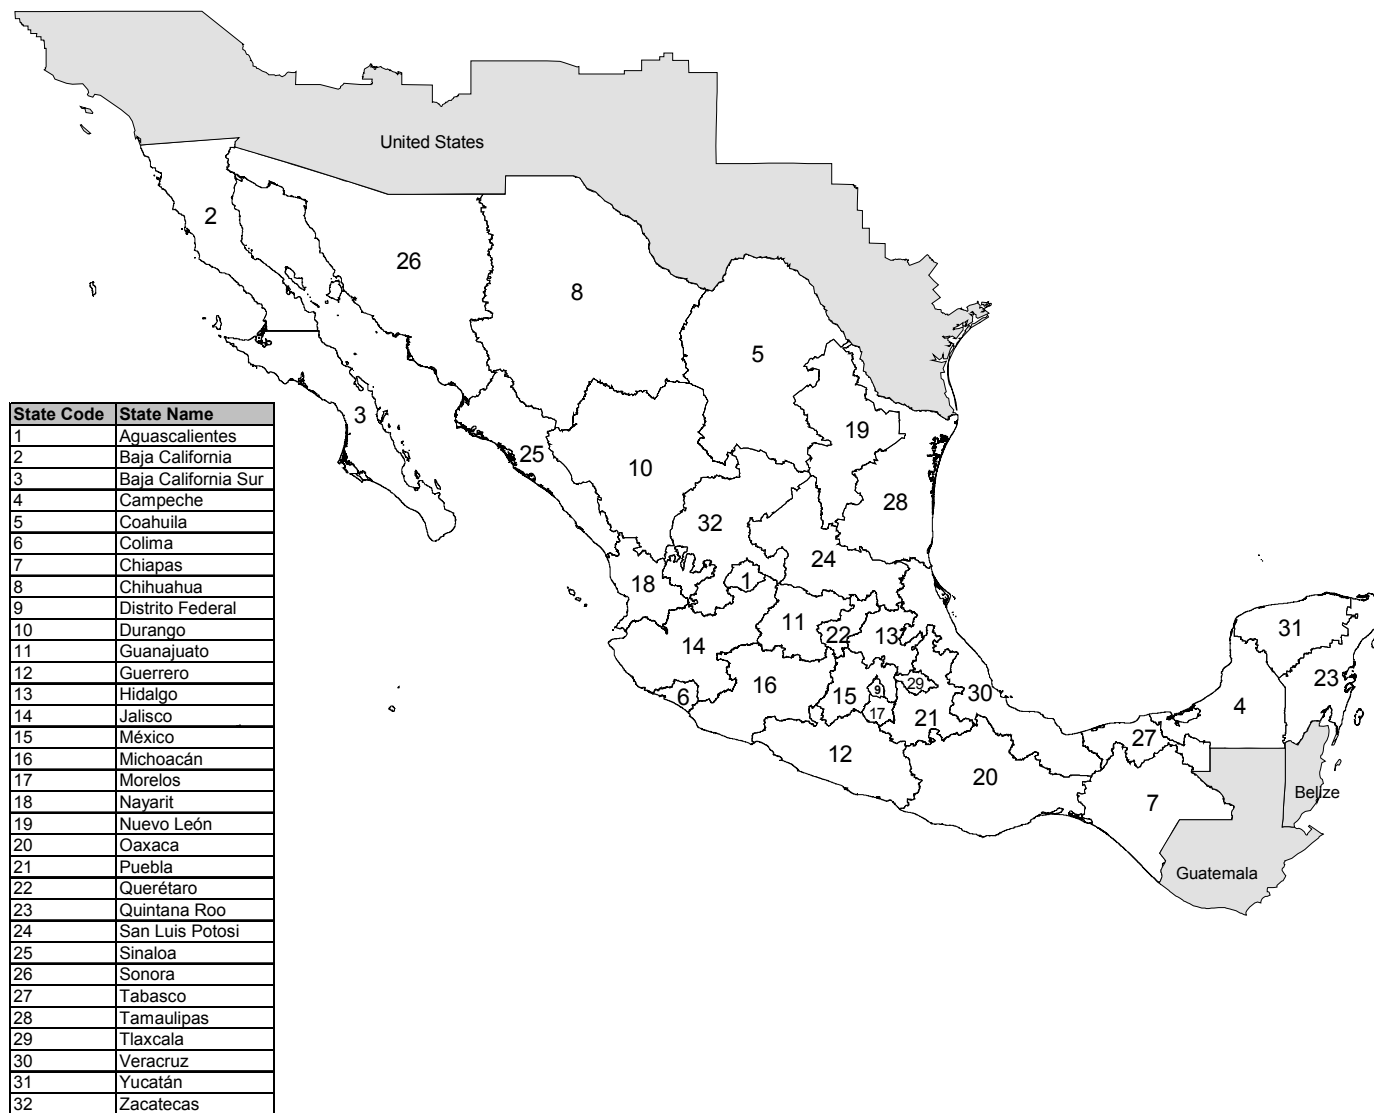 United States
2
26
8
5
3
19
25
10
28
32
24
18
1
11
22
13
14
31
23
16
6
15
9
29
30
17
21
4
12
27
20
7
Belize
Guatemala
State Code State Name
1 Aguascalientes
2 Baja California
3 Baja California Sur
4 Campeche
5 Coahuila
6 Colima
7 Chiapas
8 Chihuahua
9 Distrito Federal
10 Durango
11 Guanajuato
12 Guerrero
13 Hidalgo
14 Jalisco
15 México
16 Michoacán
17 Morelos
18 Nayarit
19 Nuevo León
20 Oaxaca
21 Puebla
22 Querétaro
23 Quintana Roo
24 San Luis Potosi
25 Sinaloa
26 Sonora
27 Tabasco
28 Tamaulipas
29 Tlaxcala
30 Veracruz
31 Yucatán
32 Zacatecas